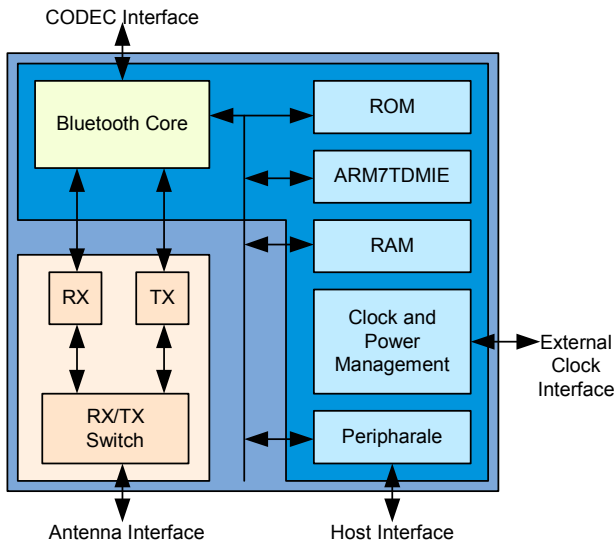 CODEC Interface
Bluetooth Core
ROM
ARM7TDMIE
RAM
RX
TX
Clock and
Power
Management
External
Clock
Interface
RX/TX
Switch
Peripharale
Antenna Interface
Host Interface